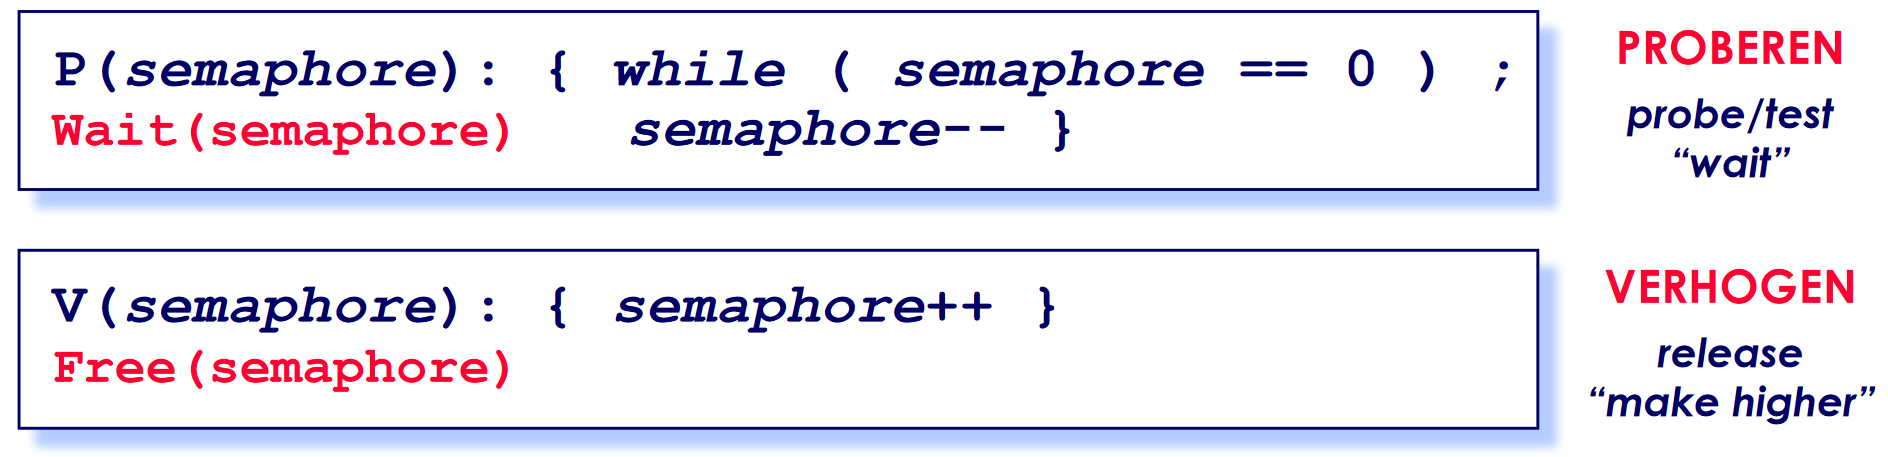 P(semaphore): { while ( semaphore == 0 ) ;
Wait(semaphore) semaphore-- }
PROBEREN
probe/test
“wait”
V(semaphore): { semaphore++ }
Free(semaphore)
VERHOGEN
release
“make higher”